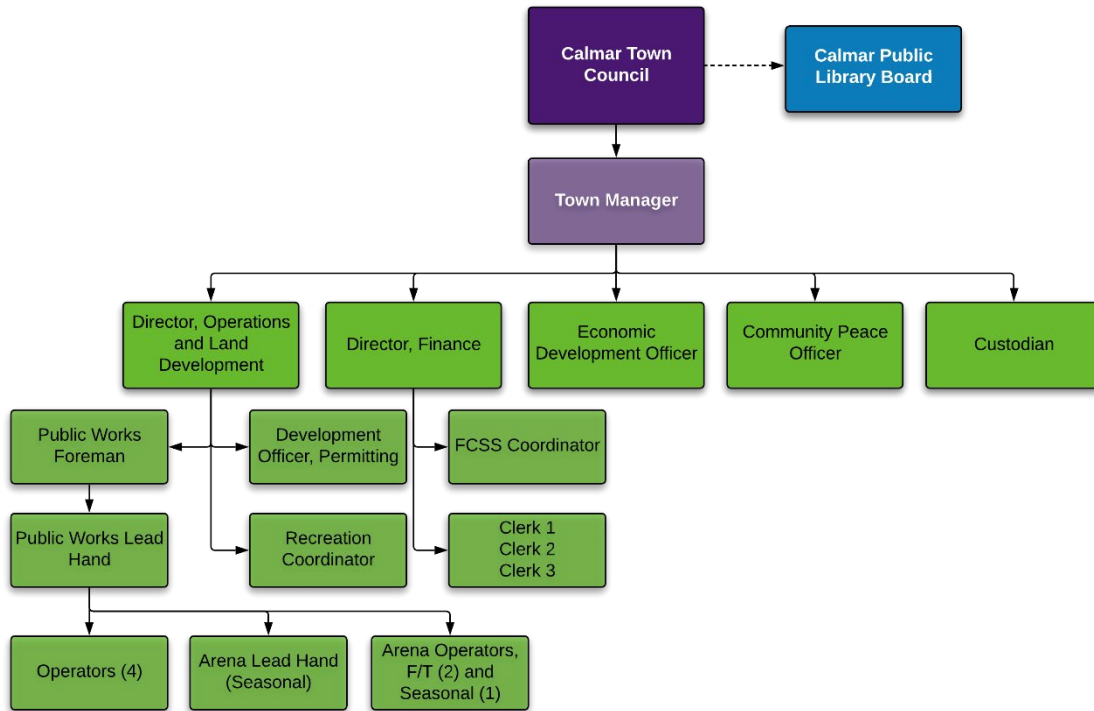 Calmar Town
Council
Calmar Public
Library Board
Town Manager
Director, Operations
and Land
Development
Director, Finance
Economic
Development Officer
Community Peace
Officer
Custodian
Public Works
Foreman
Development
Officer, Permitting
FCSS Coordinator
Public Works Lead
Hand
Recreation
Coordinator
Clerk 1
Clerk 2
Clerk 3
Operators (4)
Arena Lead Hand
(Seasonal)
Arena Operators,
F/T (2) and
Seasonal (1)